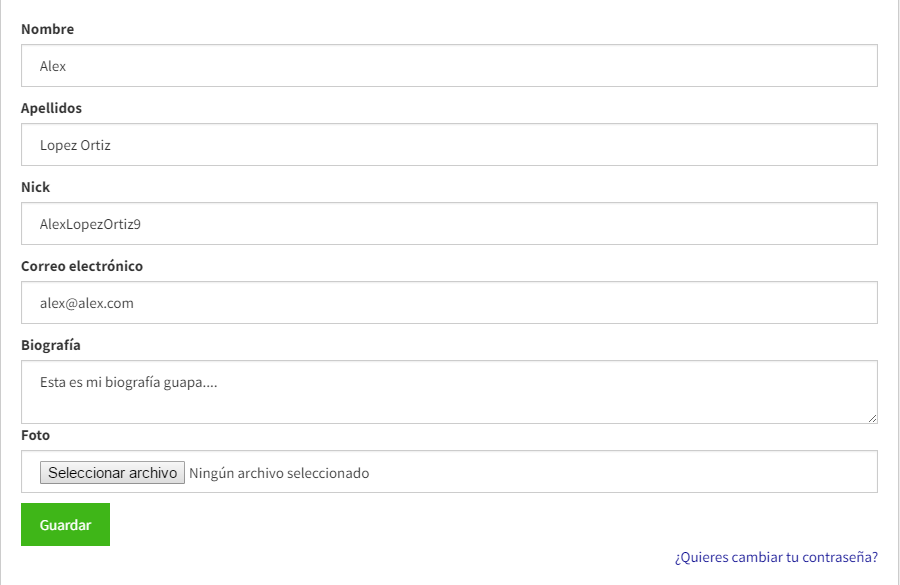 Nombre
Alex
Apellidos
Lopez Ortiz
Nick
AlexLopezOrtiz9
Correo electrónico
alex@alex.com
Biografía
Esta es mi biografía guapa....
Foto
Seleccionar archivo Ningún archivo seleccionado
Guardar
¿Quieres cambiar tu contraseña?